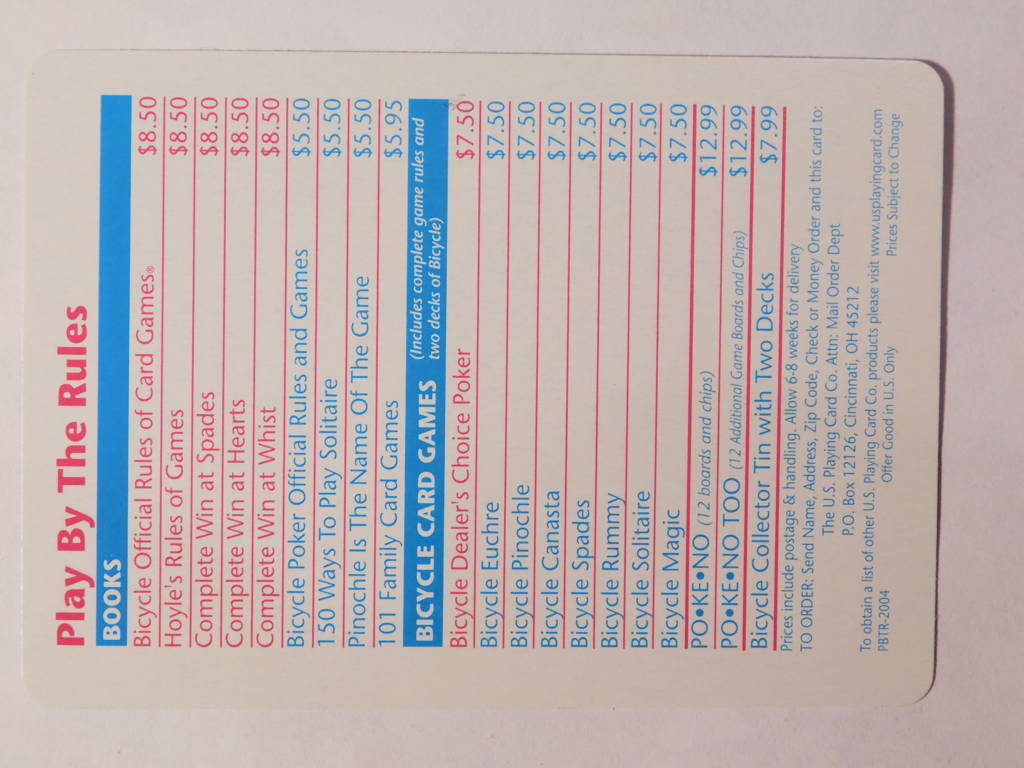 Play By The Rules
BOOKS
Bicycle Official Rules of Card Games® $8.50
Hoyle's Rules of Games $8.50
Complete Win at Spades $8.50
Complete Win at Hearts $8.50
Complete Win at Whist $8.50
Bicycle Poker Official Rules and Games $5.50
150 Ways To Play Solitaire $5.50
Pinochle Is The Name Of The Game $5.50
101 Family Card Games $5.95
BICYCLE CARD GAMES (Includes complete game rules and
two decks of Bicycle)
Bicycle Dealer's Choice Poker $7.50
Bicycle Euchre $7.50
Bicycle Pinochle $7.50
Bicycle Canasta $7.50
Bicycle Spades $7.50
Bicycle Rummy $7.50
Bicycle Solitaire $7.50
Bicycle Magic $7.50
PO•KE•NO (12 boards and chips) $12.99
PO•KE•NO TOO (12 Additional Game Boards and Chips) $12.99
Bicycle Collector Tin with Two Decks $7.99
Prices include postage & handling. Allow 6-8 weeks for delivery
TO ORDER: Send Name, Address, Zip Code, Check or Money Order and this card to:
The U.S. Playing Card Co. Attn: Mail Order Dept
P.O. Box 12126, Cincinnati, OH 45212
To obtain a list of other U.S. Playing Card Co. products please visit www.usplayingcard.com
PBTR-2004 Offer Good in U.S. Only Prices Subject to Change